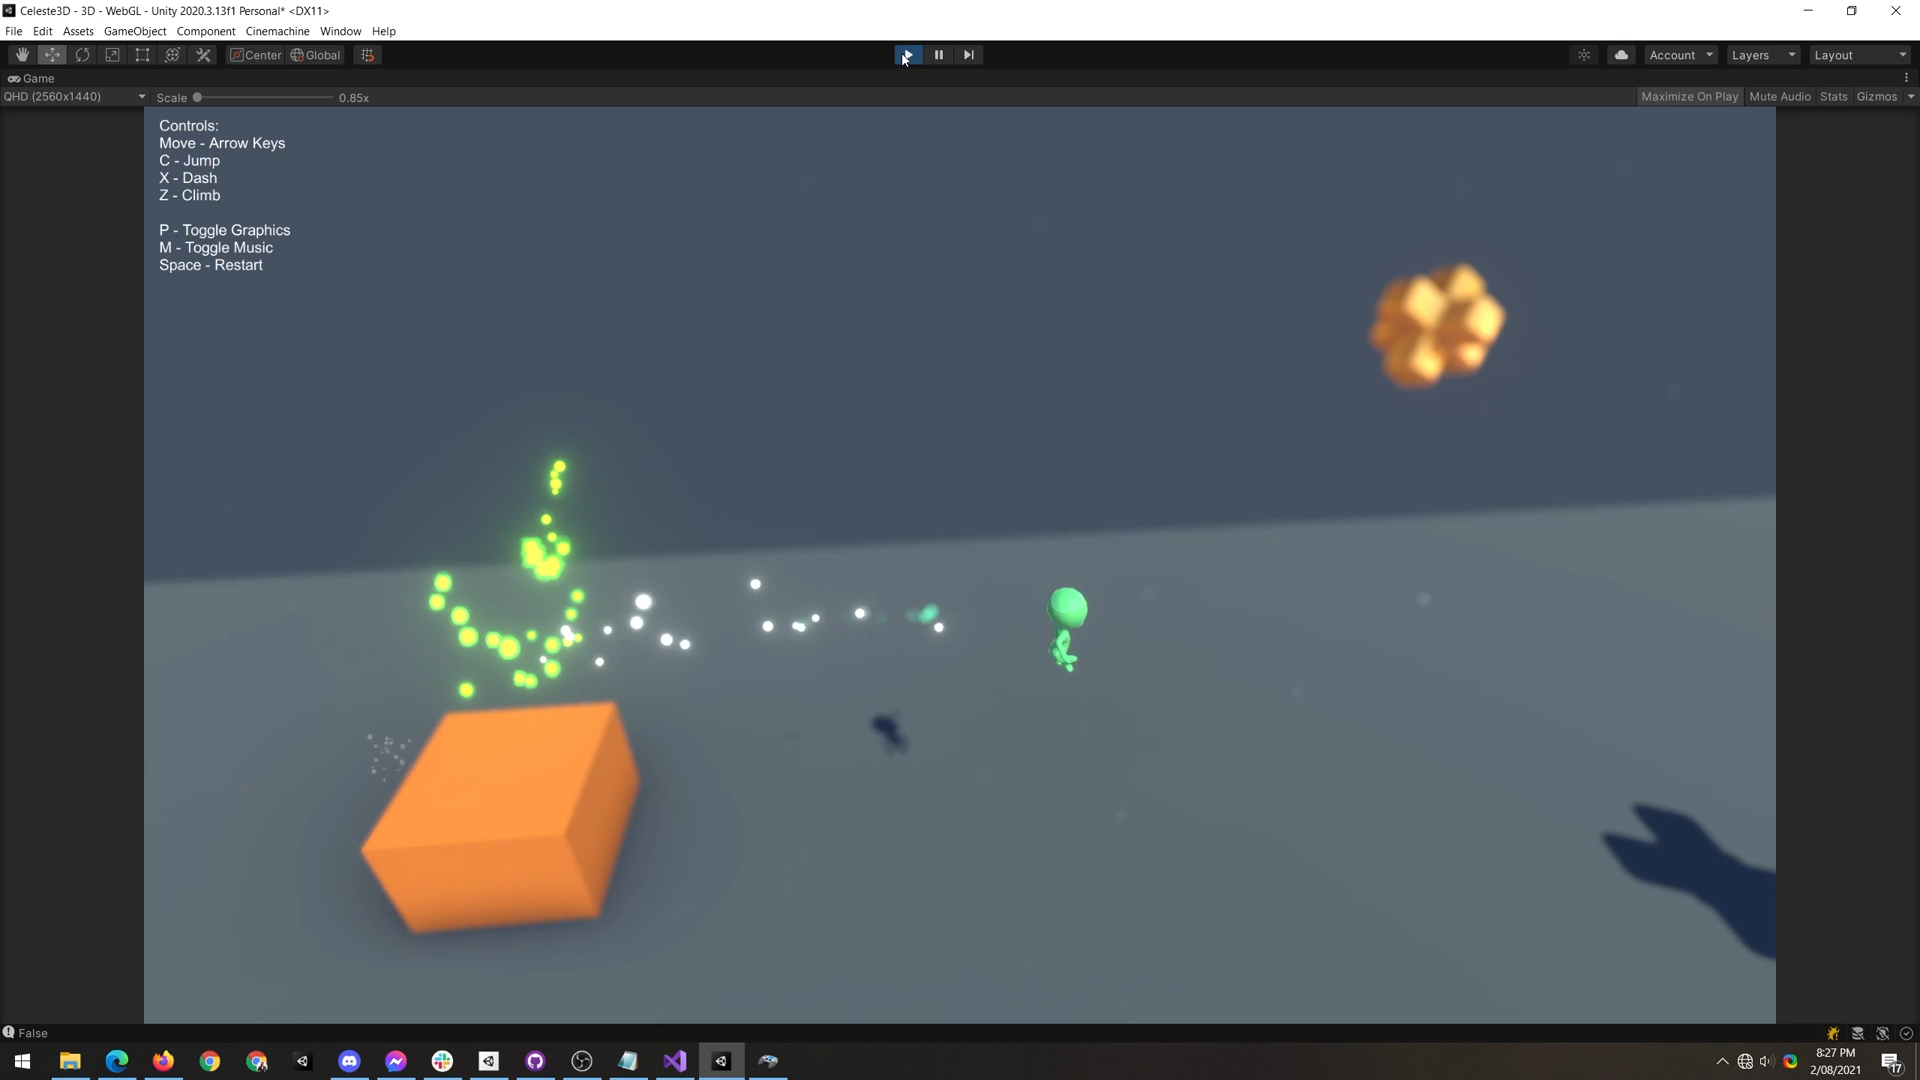 Celeste3D - 3D - WebGL - Unity 2020.3.13f1 Personal* <DX11>
File Edit Assets GameObject Component Cinemachine Window Help
Center Global Account Layers Layout
Game
QHD (2560x1440) Scale 0.85x Maximize On Play Mute Audio Stats Gizmos
Controls:
Move - Arrow Keys
C - Jump
X - Dash
Z - Climb
P - Toggle Graphics
M - Toggle Music
Space - Restart
False
8:27 PM
2/08/2021
17